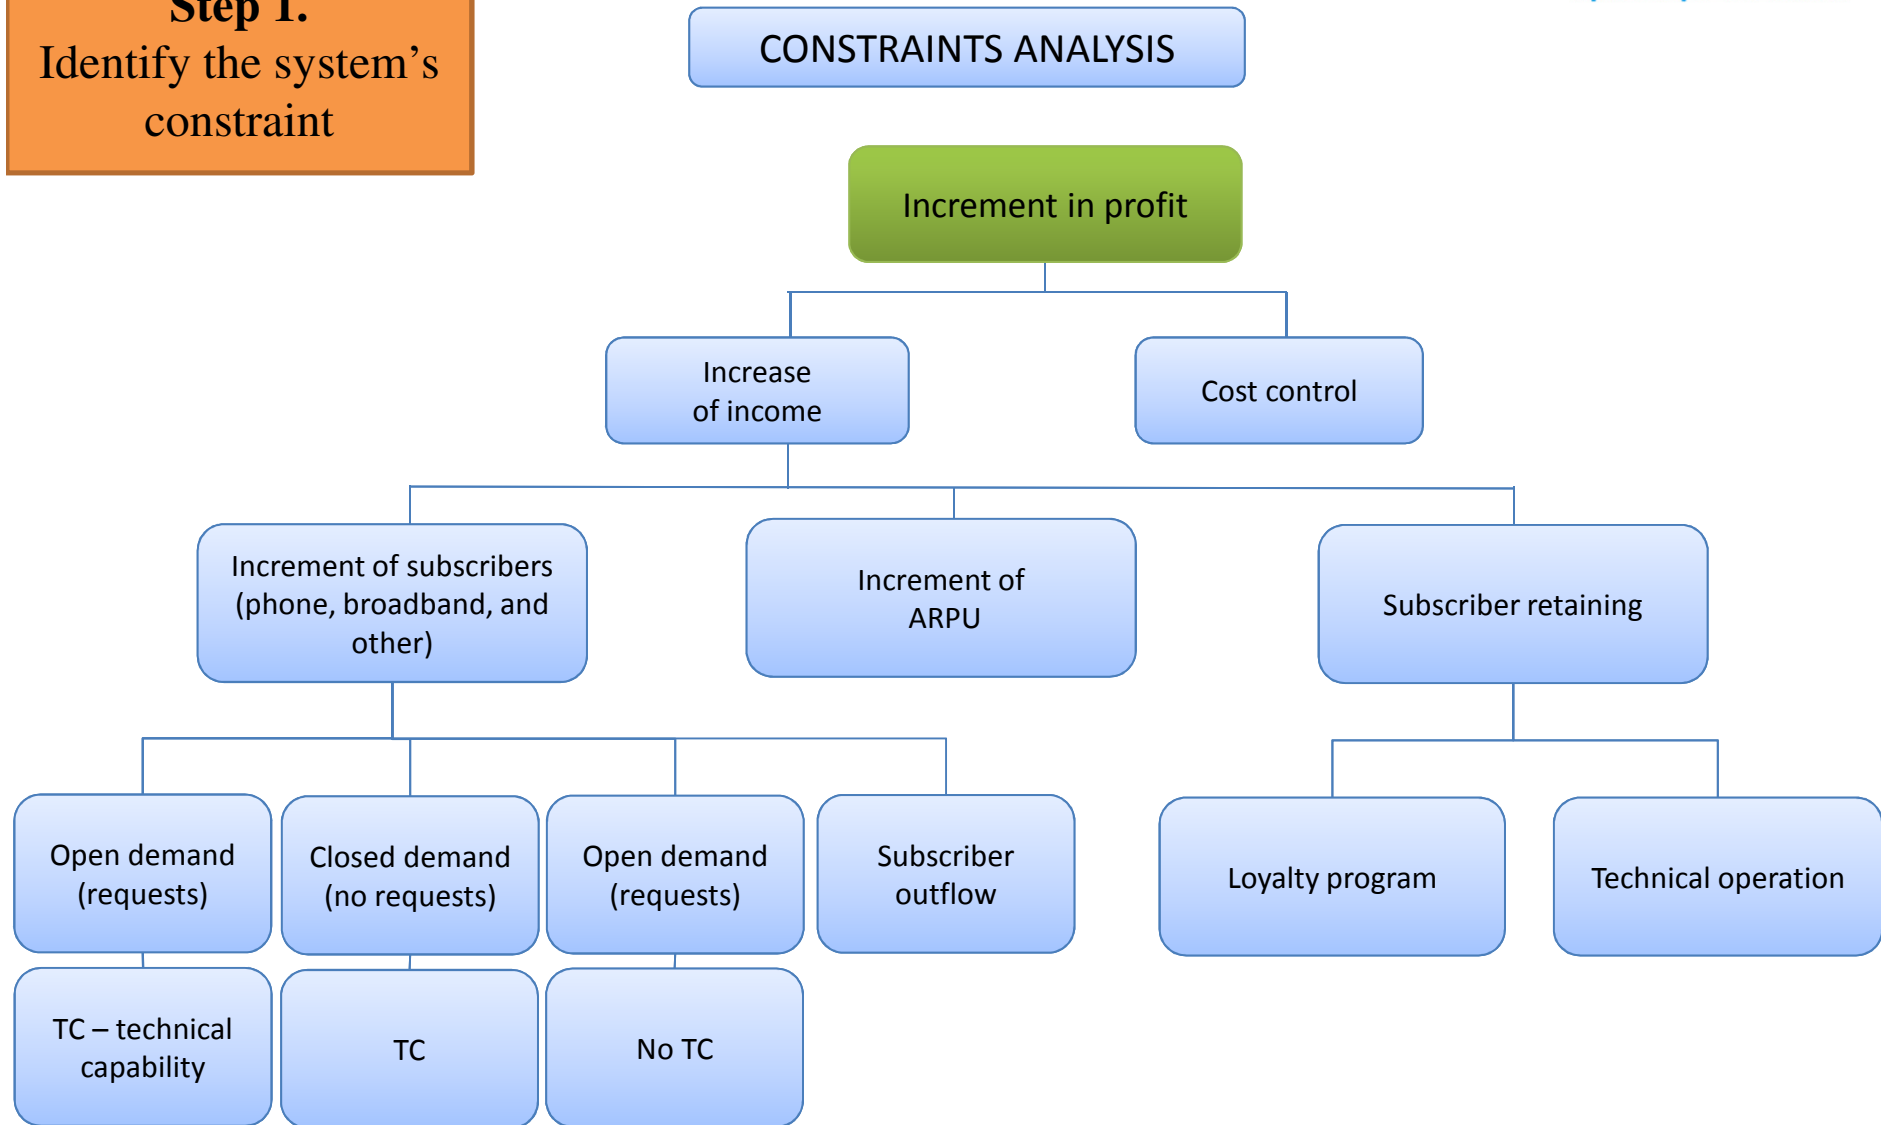 Step 1.
Identify the system's
constraint
CONSTRAINTS ANALYSIS
Increment in profit
Increase
of income
Cost control
Increment of subscribers
(phone, broadband, and
other)
Increment of
ARPU
Subscriber retaining
Open demand
(requests)
Closed demand
(no requests)
Open demand
(requests)
Subscriber
outflow
Loyalty program
Technical operation
TC – technical
capability
TC
No TC